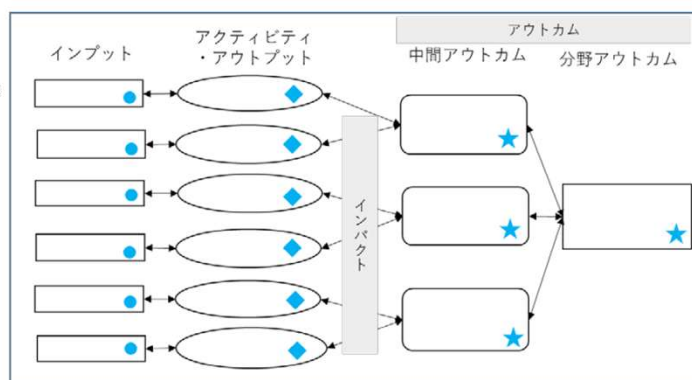 アウトカム
インプット
アクティビティ
・アウトプット
中間アウトカム
分野アウトカム
インパクト